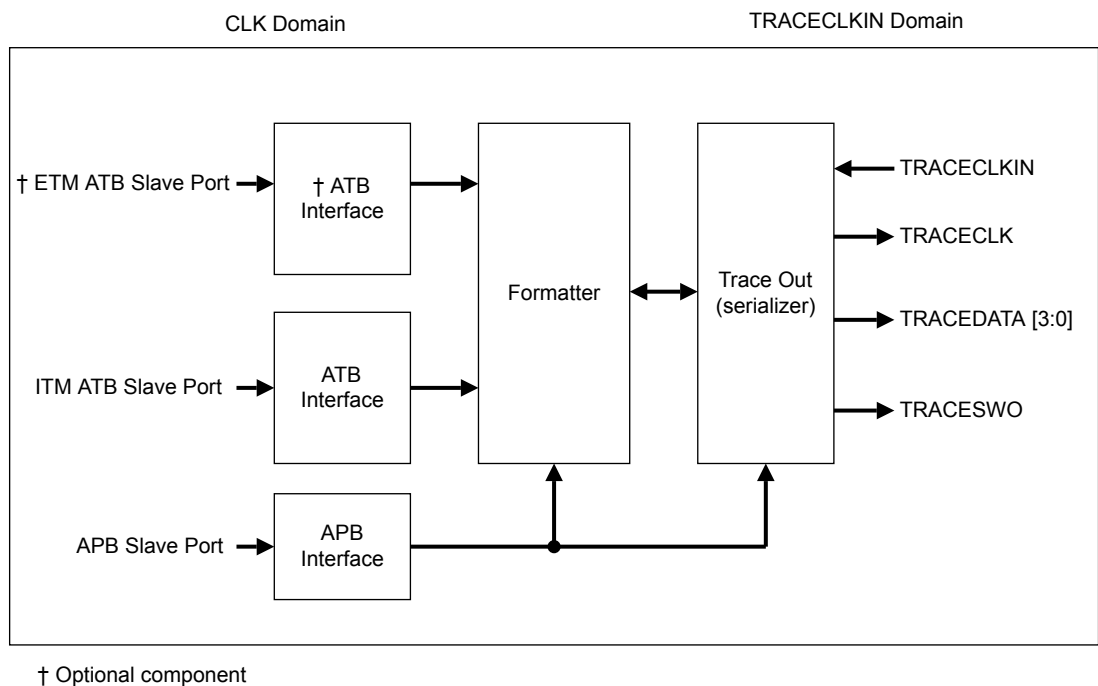 CLK Domain
TRACECLKIN Domain
† ETM ATB Slave Port
† ATB
Interface
ITM ATB Slave Port
ATB
Interface
APB Slave Port
APB
Interface
Formatter
Trace Out
(serializer)
TRACECLKIN
TRACECLK
TRACEDATA [3:0]
TRACESWO
† Optional component